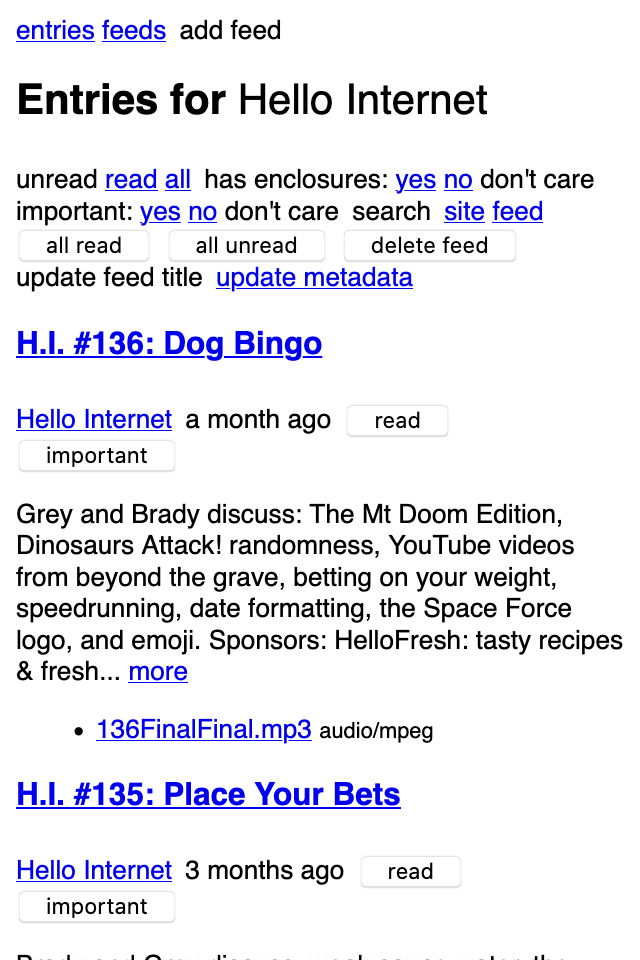 entries feeds add feed
Entries for Hello Internet
unread read all has enclosures: yes no don't care
important: yes no don't care search site feed
all read all unread delete feed
update feed title update metadata
H.I. #136: Dog Bingo
Hello Internet a month ago read
important
Grey and Brady discuss: The Mt Doom Edition,
Dinosaurs Attack! randomness, YouTube videos
from beyond the grave, betting on your weight,
speedrunning, date formatting, the Space Force
logo, and emoji. Sponsors: HelloFresh: tasty recipes
& fresh... more
• 136FinalFinal.mp3 audio/mpeg
H.I. #135: Place Your Bets
Hello Internet 3 months ago read
important
Brady and Grey discuss: